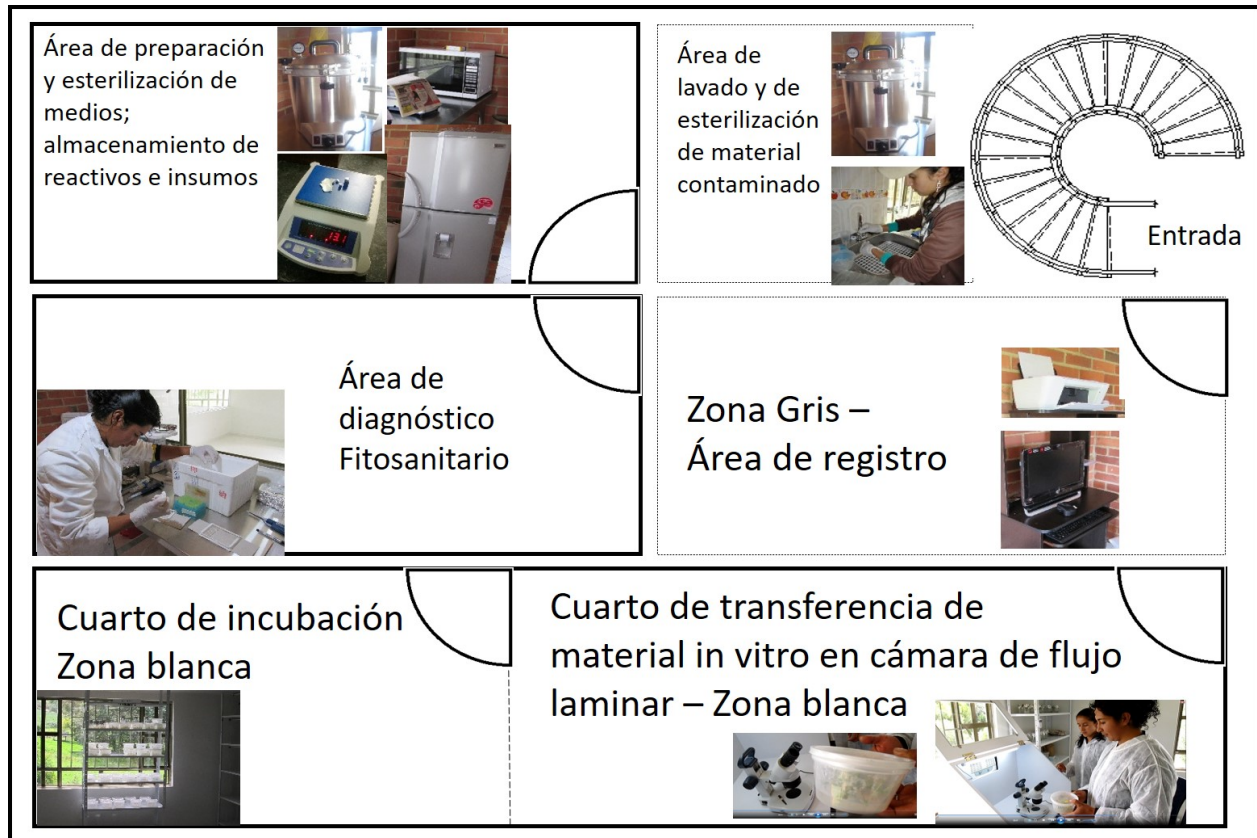 Área de preparación
y esterilización de
medios;
almacenamiento de
reactivos e insumos
Área de
lavado y de
esterilización
de material
contaminado
Entrada
Área de
diagnóstico
Fitosanitario
Zona Gris –
Área de registro
Cuarto de incubación
Zona blanca
Cuarto de transferencia de
material in vitro en cámara de flujo
laminar – Zona blanca